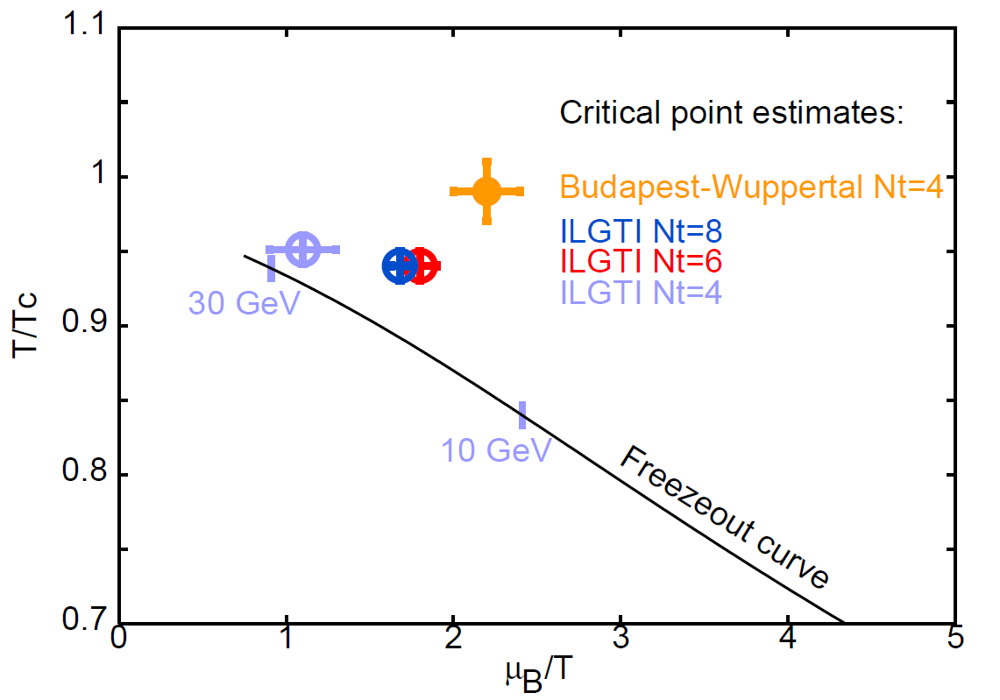 1.1
1
0.9
0.8
0.7
T/Tc
Critical point estimates:
Budapest-Wuppertal Nt=4
ILGTI Nt=8
ILGTI Nt=6
ILGTI Nt=4
30 GeV
10 GeV
Freezeout curve
0 1 2 3 4 5
μB/T